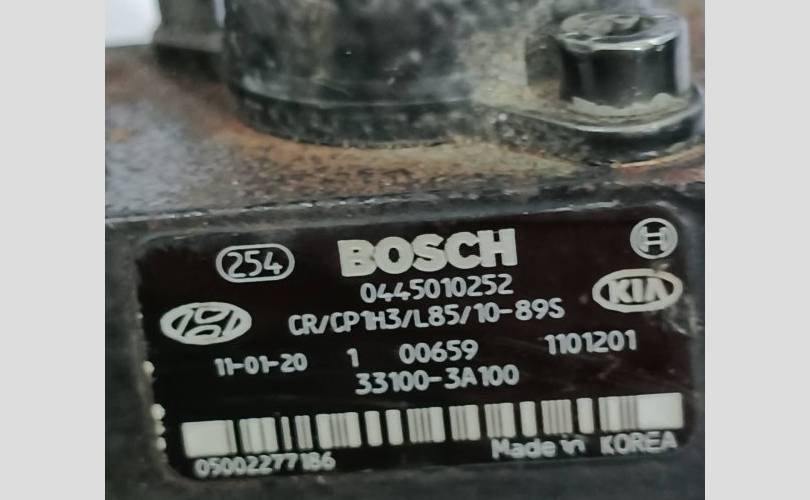 254 BOSCH
0445010252
KIA
CR/CP1H3/L85/10-89S
11-01-20 1 00659 1101201
33100-3A100
05002277186 Made in KOREA